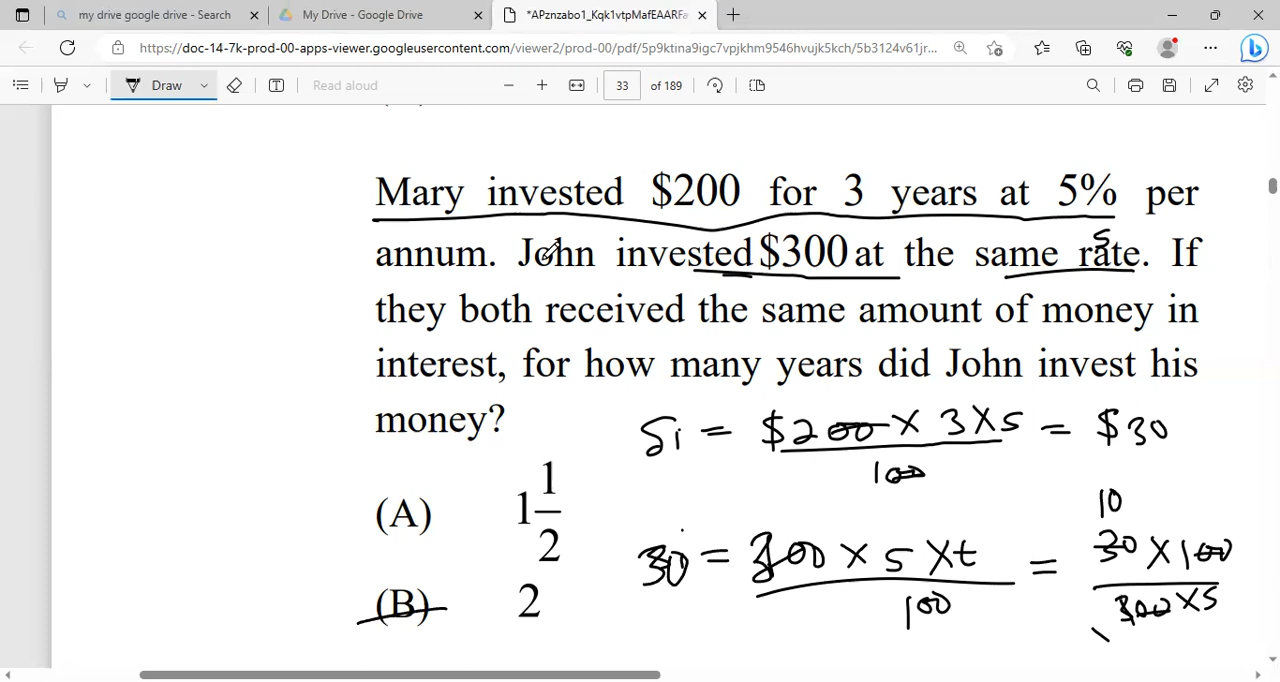 my drive google drive - Search
My Drive - Google Drive
*APznzabo1_Kqk1vtpMafEAARFa
https://doc-14-7k-prod-00-apps-viewer.googleusercontent.com/viewer2/prod-00/pdf/5p9ktina9igc7vpjkhm9546hvujk5kch/5b3124v61jr...
Draw
Read aloud
33 of 189
Mary invested $200 for 3 years at 5% per
5
annum. John invested $300 at the same rate. If
they both received the same amount of money in
interest, for how many years did John invest his
money?
Si = $200 × 3 × 5 = $30
100
(A) 1 1/2
10
30 = 300 × 5 × t = 30 × 100
100 300 × 5
(B) 2